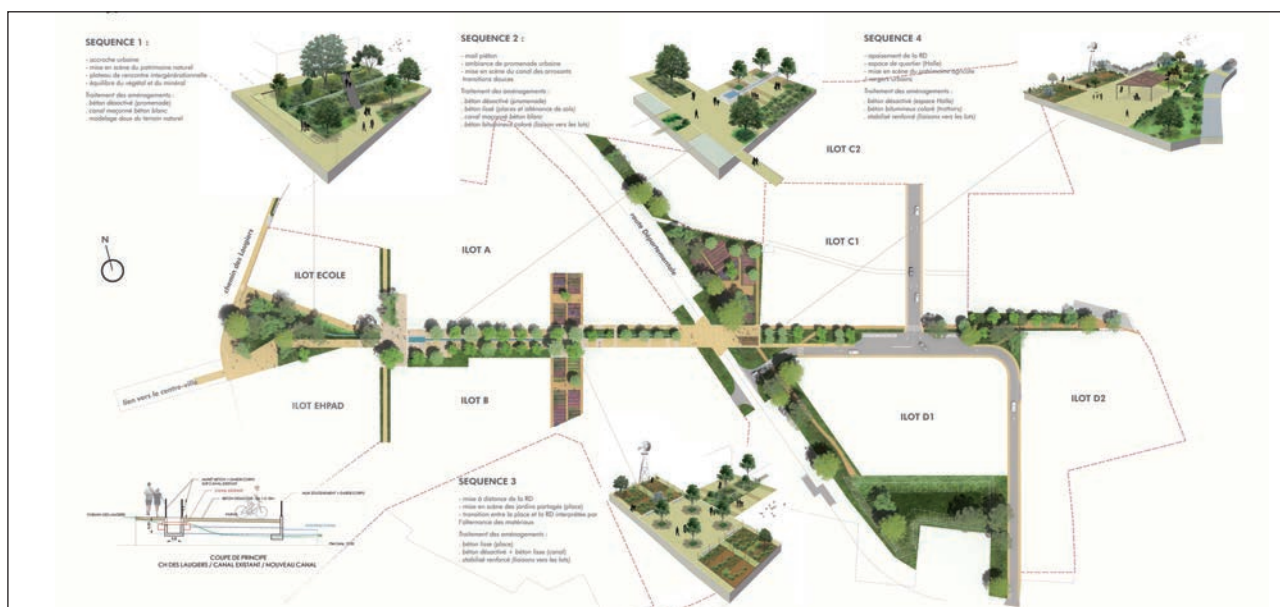 SEQUENCE 1 :
- accroche urbaine
- mise en scène du patrimoine naturel
- plateau de rencontre intergénérationnelle
- équilibre du végétal et du minéral
Traitement des aménagements :
. béton désactivé (promenade)
. canal maçonné béton blanc
. modelage doux du terrain naturel
SEQUENCE 2 :
- mail piéton
- ambiance de promenade urbaine
- mise en scène du canal des arrosants
transitions douces
Traitement des aménagements :
. béton désactivé (promenade)
. béton lissé (places et
. canal maçonné béton blanc
. béton bitumineux coloré (liaison vers les lots)
SEQUENCE 4
- apaisement de la RD
- espace de quartier (Halle)
- mise en scène du patrimoine agricole
- vergers urbains
Traitement des aménagements :
. béton désactivé (espace Halle)
. béton bitumineux coloré (trottoirs)
. stabilisé renforcé (liaisons vers les lots)
ILOT C2
N
chemin des Laugiers
ILOT ECOLE
ILOT A
route Départementale
ILOT C1
lien vers le centre-ville
ILOT EHPAD
ILOT B
ILOT D1
ILOT D2
SEQUENCE 3
- mise à distance de la RD
- mise en scène des jardins partagés (place)
- transition entre la place et la RD interprétée par
l'alternance des matériaux
Traitement des aménagements :
. béton lisse (place)
. béton désactivé + béton lisse (canal)
. stabilisé renforcé (liaisons vers les lots)
COUPE DE PRINCIPE
CH DES LAUGIERS / CANAL EXISTANT / NOUVEAU CANAL